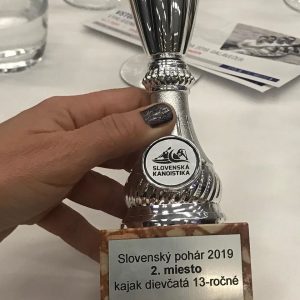 SLOVENSKÁ
KANOISTIKA
Slovenský pohár 2019
2. miesto
kajak dievčatá 13-ročné